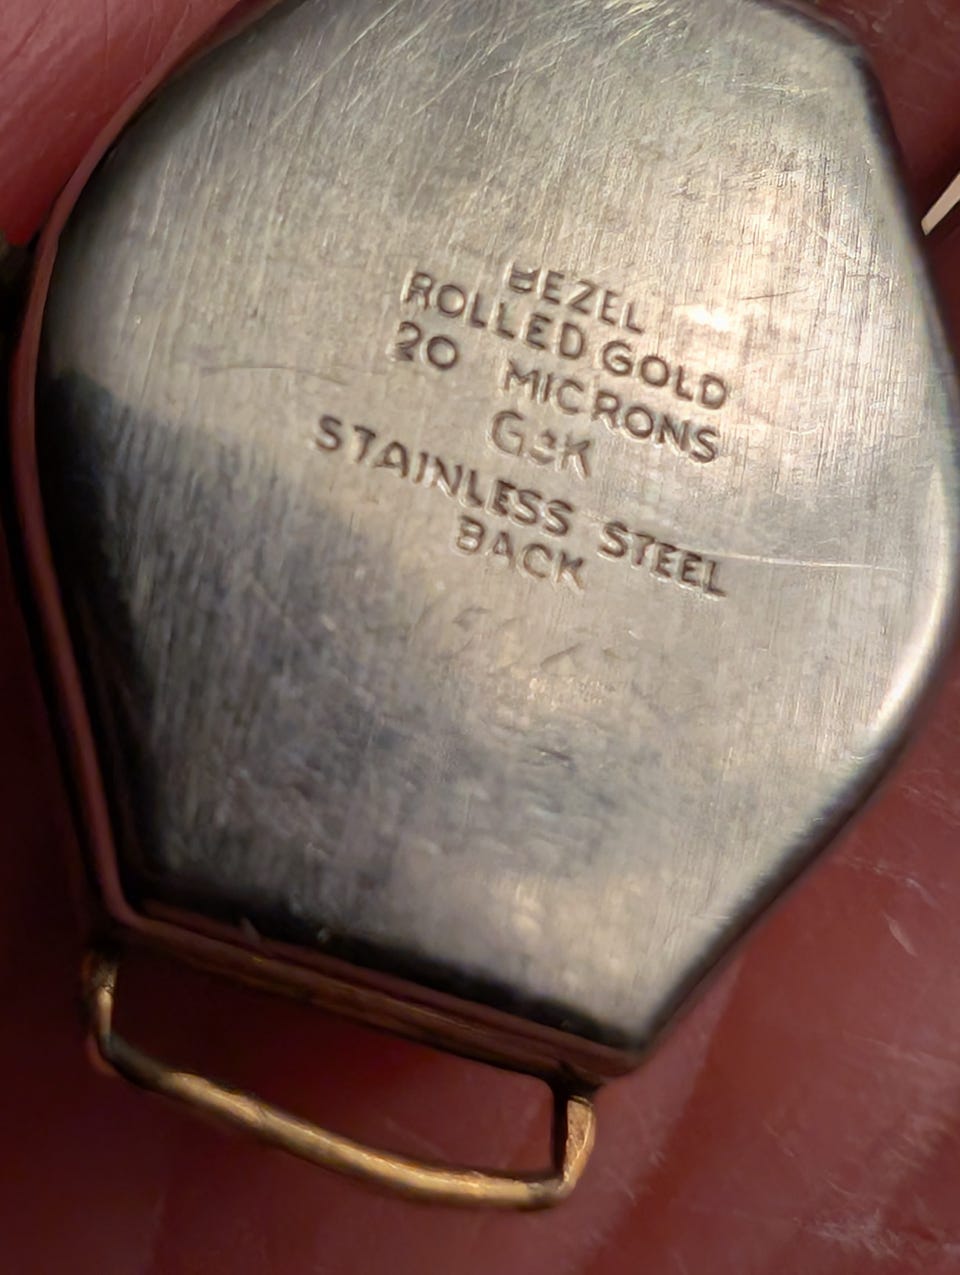 BEZEL
ROLLED GOLD
20 MICRONS
STAINLESS STEEL
BACK